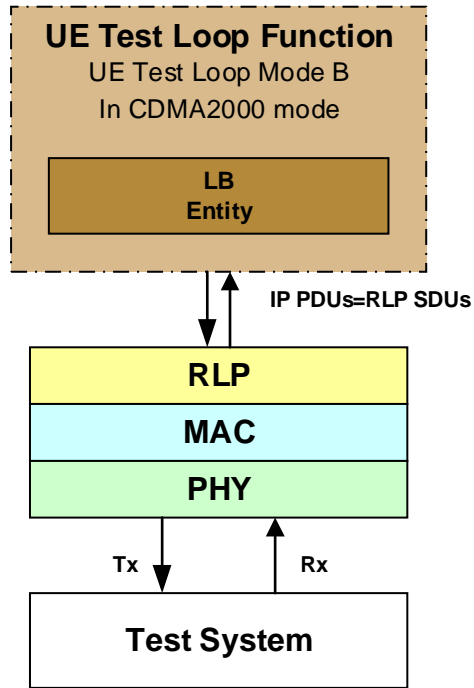 UE Test Loop Function
UE Test Loop Mode B
In CDMA2000 mode
LB
Entity
IP PDUs=RLP SDUs
RLP
MAC
PHY
Tx
Rx
Test System